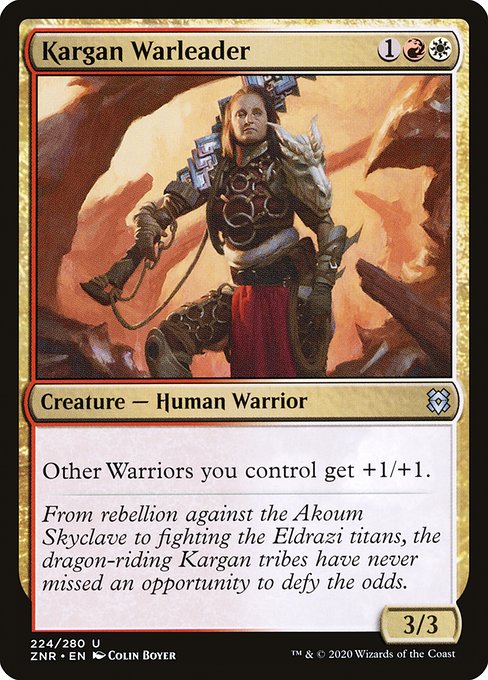 Kargan Warleader 1
Creature — Human Warrior
Other Warriors you control get +1/+1.
From rebellion against the Akoum
Skyclave to fighting the Eldrazi titans, the
dragon-riding Kargan tribes have never
missed an opportunity to defy the odds.
3/3
224/280 U
ZNR • EN Colin Boyer
™ & © 2020 Wizards of the Coast